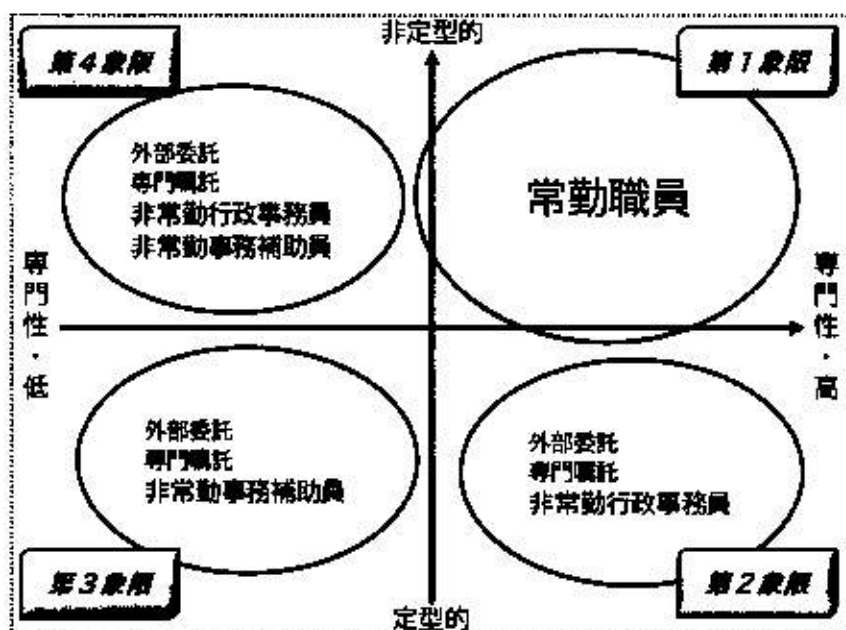 非定型的
第4象限
第1象限
外部委託
専門嘱託
非常勤行政事務員
非常勤事務補助員
常勤職員
専門性・低
専門性・高
外部委託
専門嘱託
非常勤事務補助員
外部委託
専門嘱託
非常勤行政事務員
第3象限
第2象限
定型的